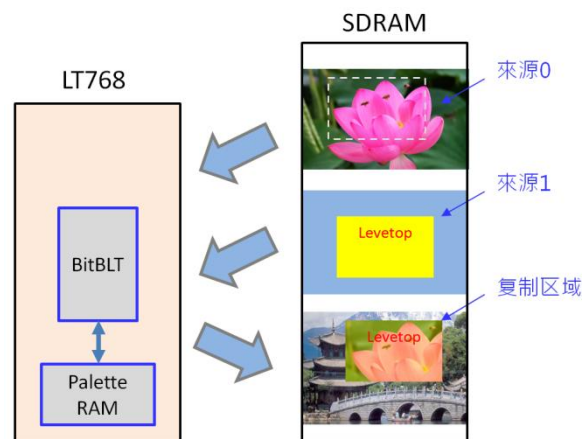 SDRAM
LT768
來源0
來源1
Levetop
BitBLT
复制区域
Levetop
Palette
RAM